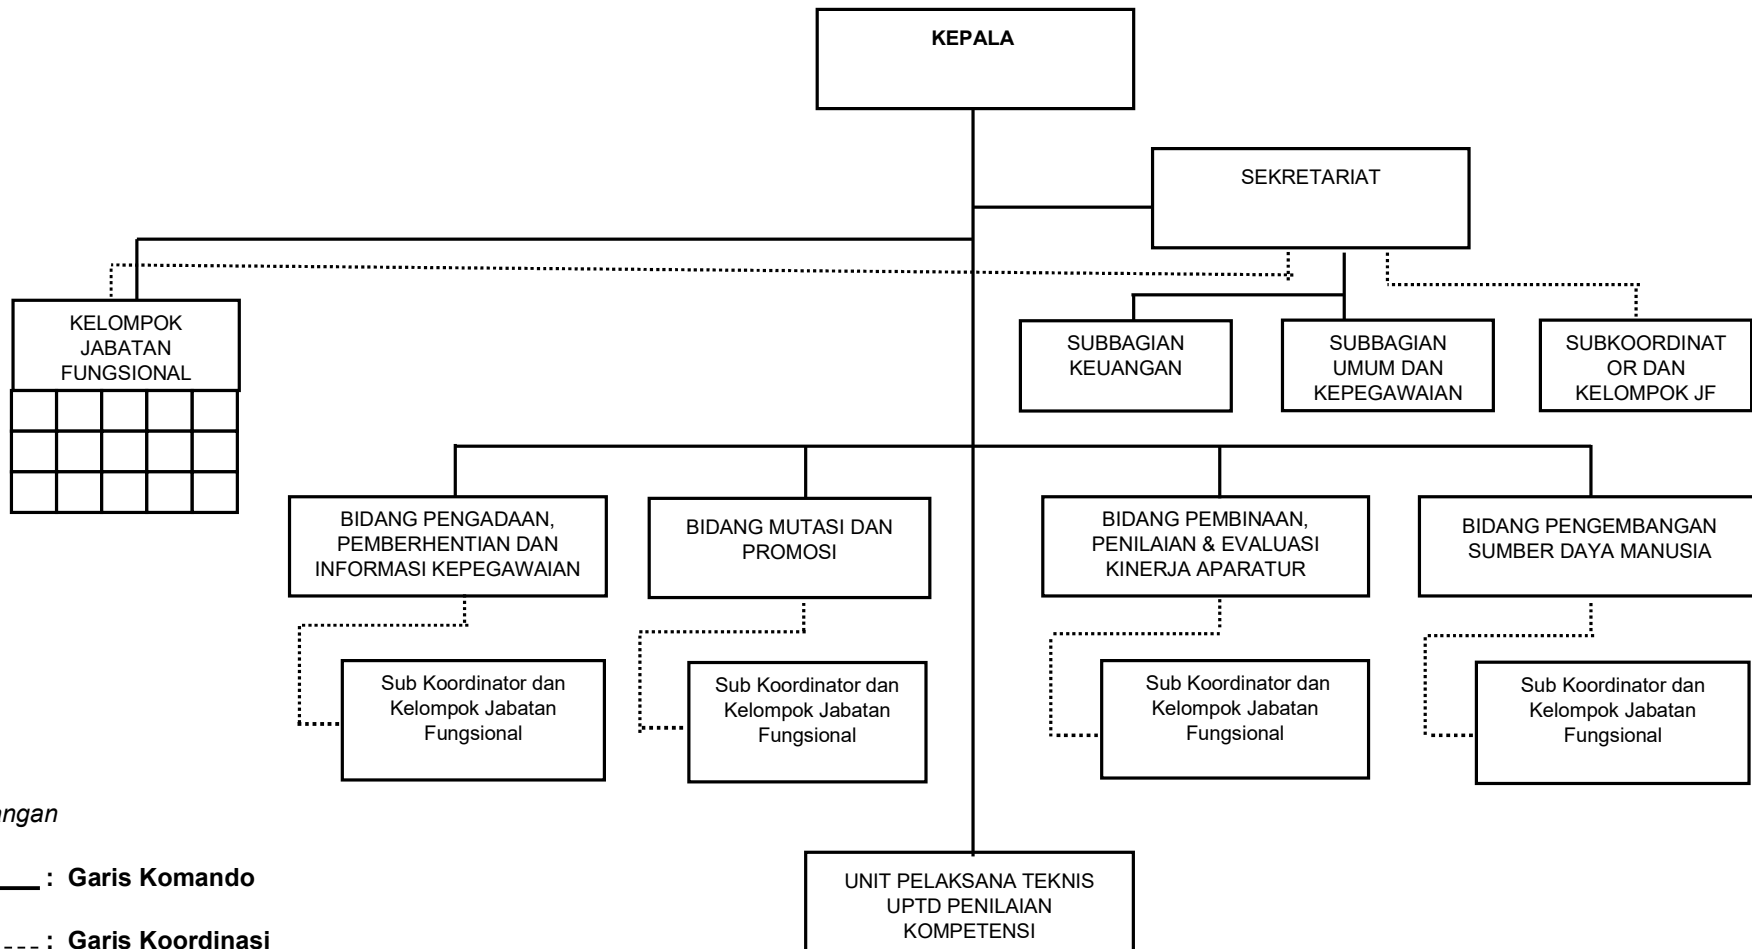 KEPALA
SEKRETARIAT
KELOMPOK
JABATAN
FUNGSIONAL
SUBBAGIAN
KEUANGAN
SUBBAGIAN
UMUM DAN
KEPEGAWAIAN
SUBKOORDINAT
OR DAN
KELOMPOK JF
BIDANG PENGADAAN,
PEMBERHENTIAN DAN
INFORMASI KEPEGAWAIAN
BIDANG MUTASI DAN
PROMOSI
BIDANG PEMBINAAN,
PENILAIAN & EVALUASI
KINERJA APARATUR
BIDANG PENGEMBANGAN
SUMBER DAYA MANUSIA
Sub Koordinator dan
Kelompok Jabatan
Fungsional
Sub Koordinator dan
Kelompok Jabatan
Fungsional
Sub Koordinator dan
Kelompok Jabatan
Fungsional
Sub Koordinator dan
Kelompok Jabatan
Fungsional
: Garis Komando
: Garis Koordinasi
UNIT PELAKSANA TEKNIS
UPTD PENILAIAN
KOMPETENSI